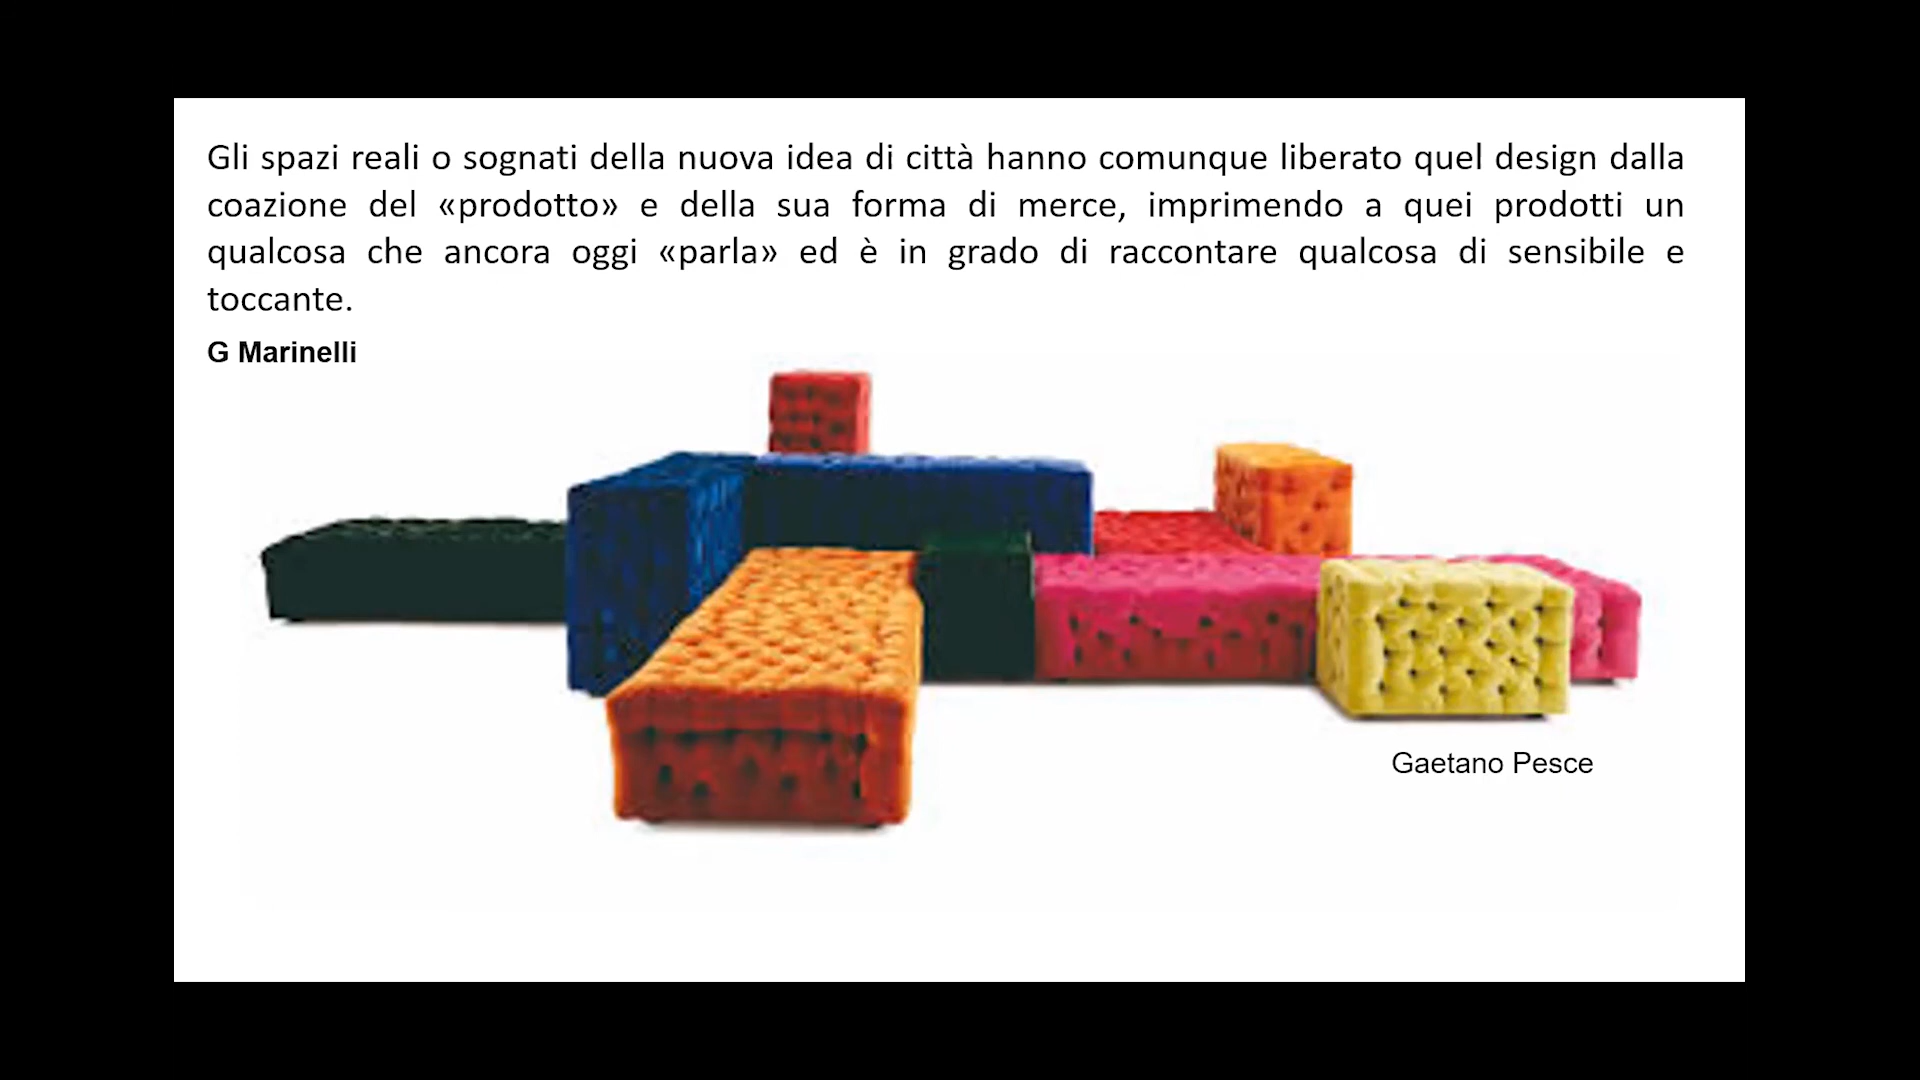 Gli spazi reali o sognati della nuova idea di città hanno comunque liberato quel design dalla
coazione del «prodotto» e della sua forma di merce, imprimendo a quei prodotti un
qualcosa che ancora oggi «parla» ed è in grado di raccontare qualcosa di sensibile e
toccante.
G Marinelli
Gaetano Pesce